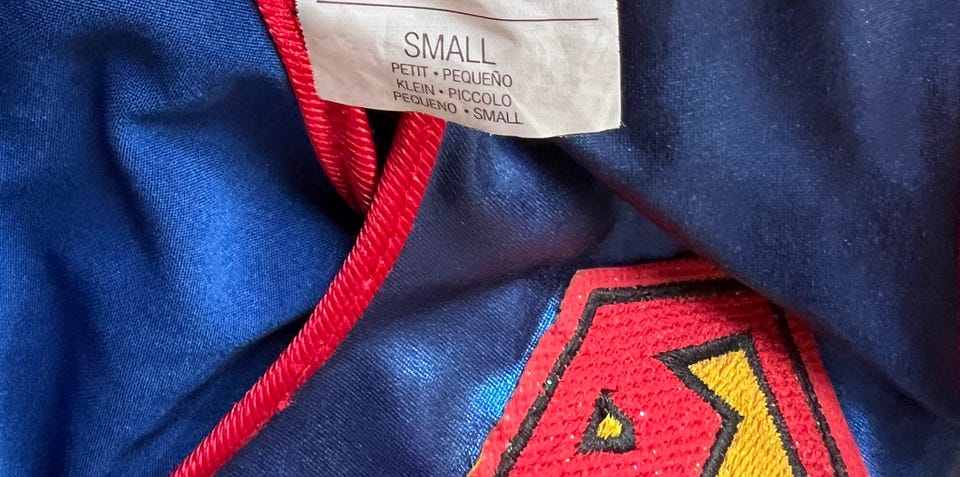 SMALL
PETIT • PEQUEÑO
KLEIN • PICCOLO
PEQUENO • SMALL